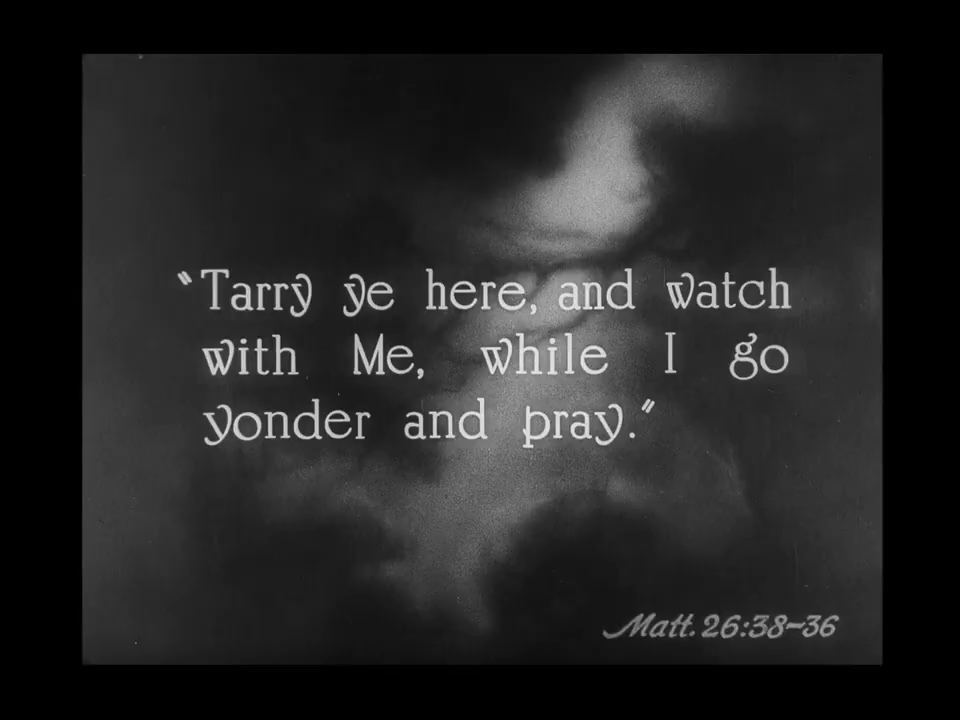 "Tarry ye here, and watch
with Me, while I go
yonder and pray."
Matt. 26:38-36